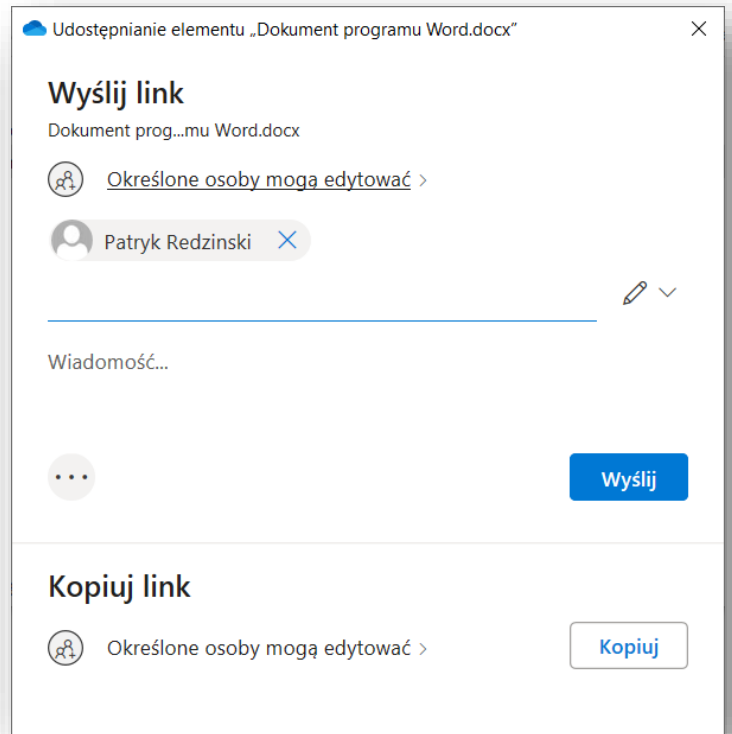 Udostępnianie elementu „Dokument programu Word.docx”
Wyślij link
Dokument prog...mu Word.docx
Określone osoby mogą edytować
Patryk Redzinski
Wiadomość...
Wyślij
Kopiuj link
Określone osoby mogą edytować
Kopiuj